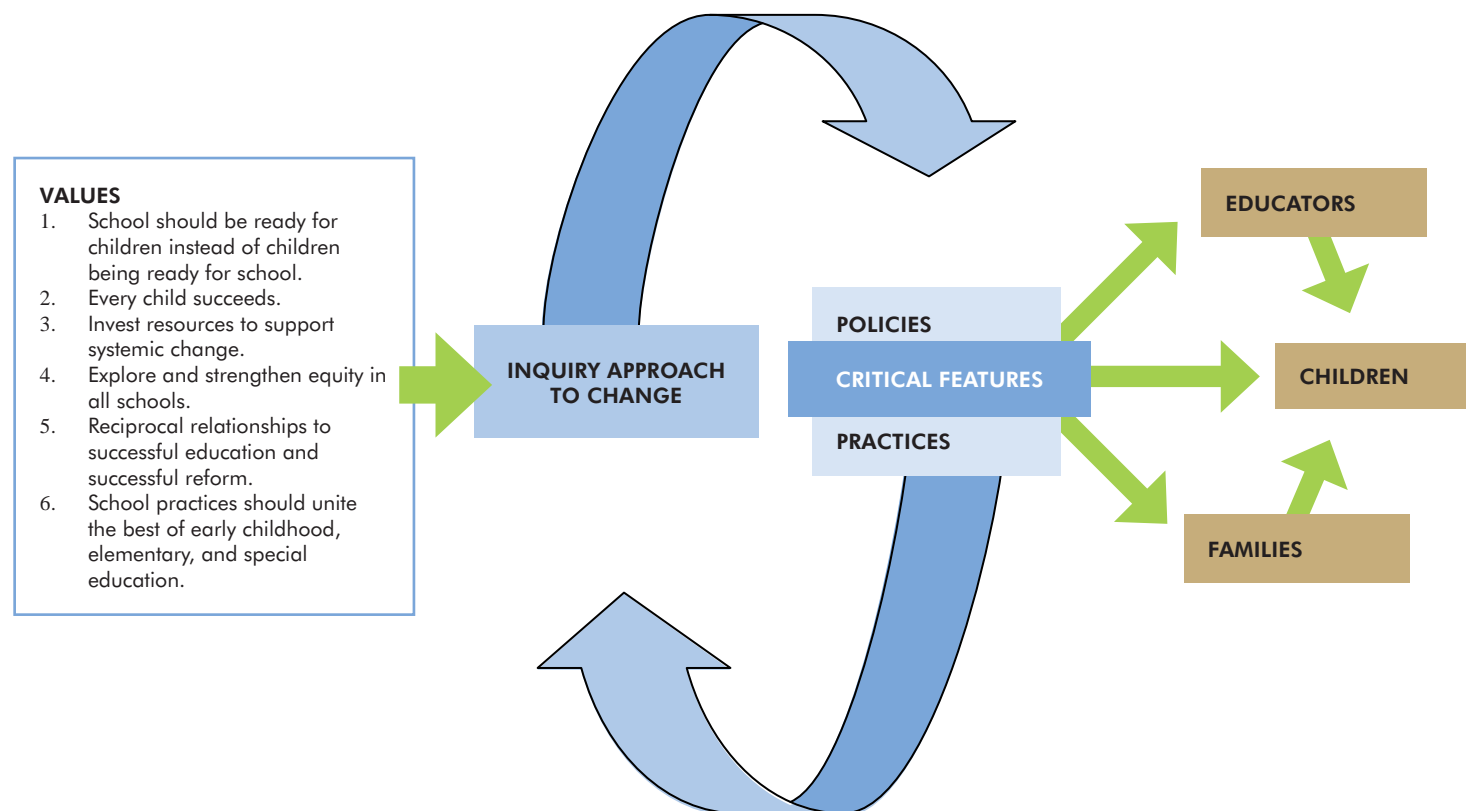 VALUES
1. School should be ready for
children instead of children
being ready for school.
2. Every child succeeds.
3. Invest resources to support
systemic change.
4. Explore and strengthen equity in
all schools.
5. Reciprocal relationships to
successful education and
successful reform.
6. School practices should unite
the best of early childhood,
elementary, and special
education.
INQUIRY APPROACH
TO CHANGE
POLICIES
CRITICAL FEATURES
PRACTICES
EDUCATORS
CHILDREN
FAMILIES